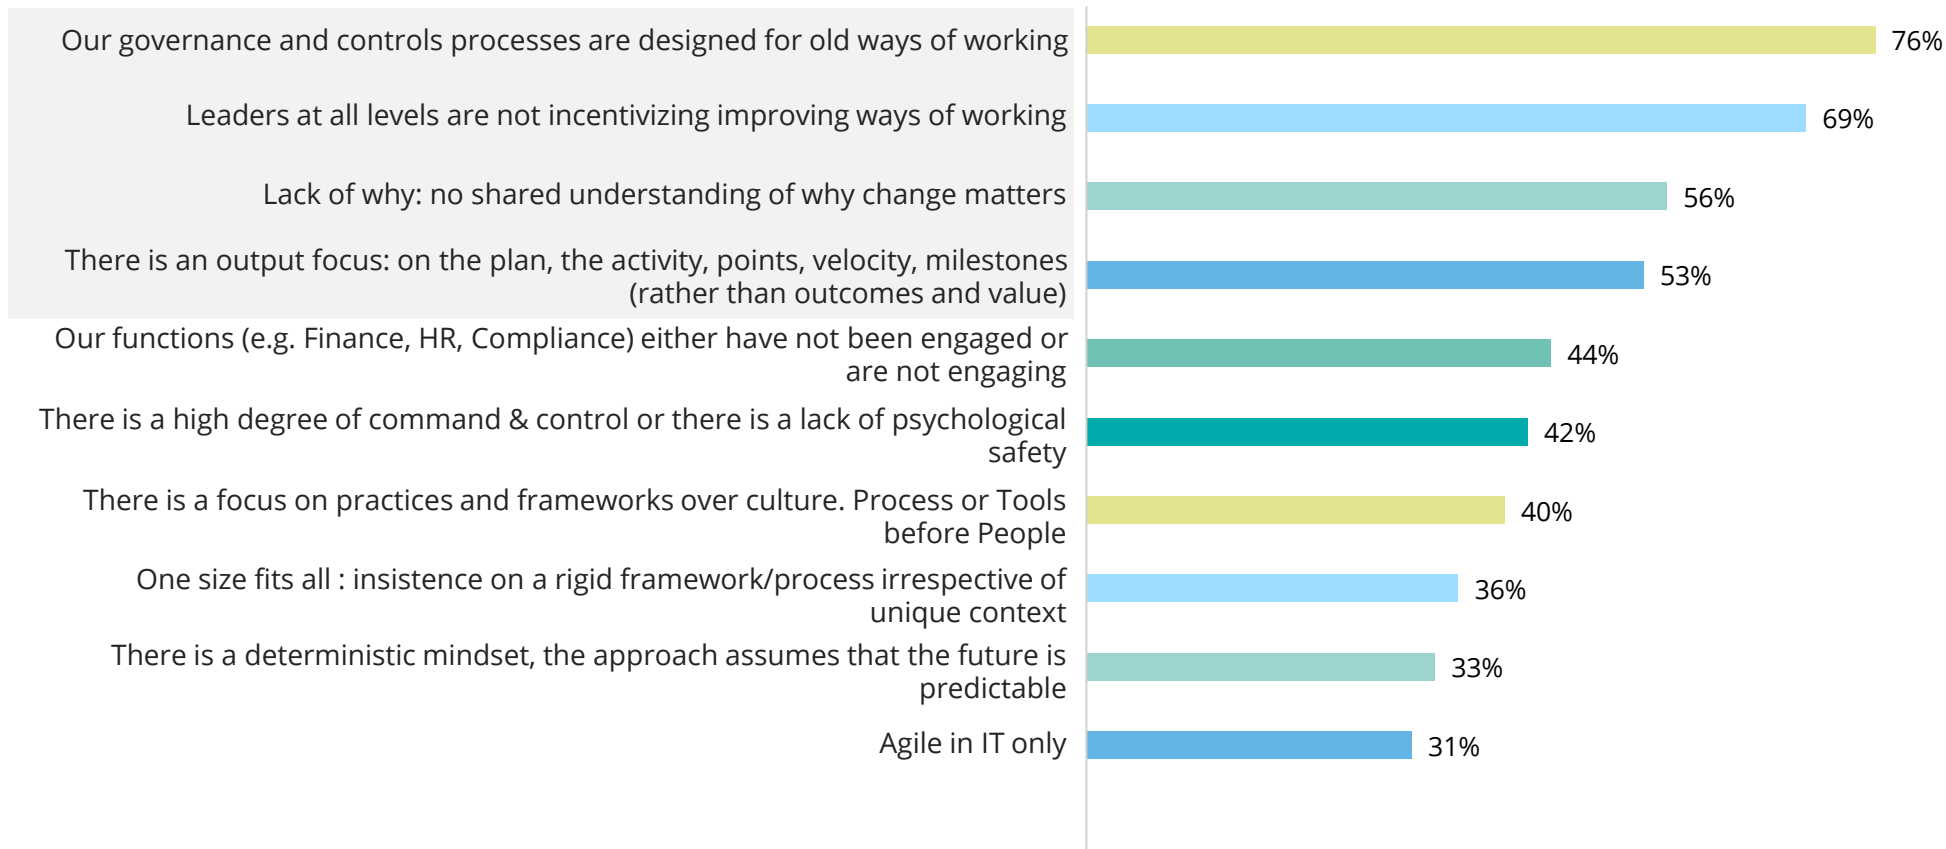 Our governance and controls processes are designed for old ways of working
76%
Leaders at all levels are not incentivizing improving ways of working
69%
Lack of why: no shared understanding of why change matters
56%
There is an output focus: on the plan, the activity, points, velocity, milestones
(rather than outcomes and value)
53%
Our functions (e.g. Finance, HR, Compliance) either have not been engaged or
are not engaging
44%
There is a high degree of command & control or there is a lack of psychological
safety
42%
There is a focus on practices and frameworks over culture. Process or Tools
before People
40%
One size fits all : insistence on a rigid framework/process irrespective of
unique context
36%
There is a deterministic mindset, the approach assumes that the future is
predictable
33%
Agile in IT only
31%